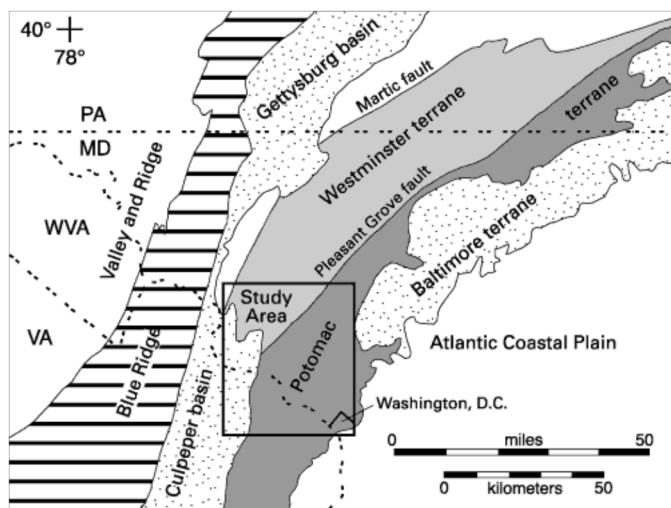 40°
78°
Gettysburg basin
Martic fault
terrane
PA
MD
Westminster terrane
Valley and Ridge
WVA
Pleasant Grove fault
Baltimore terrane
Study
Area
VA
Blue Ridge
Potomac
Atlantic Coastal Plain
Culpeper basin
Washington, D.C.
0 miles 50
0 kilometers 50